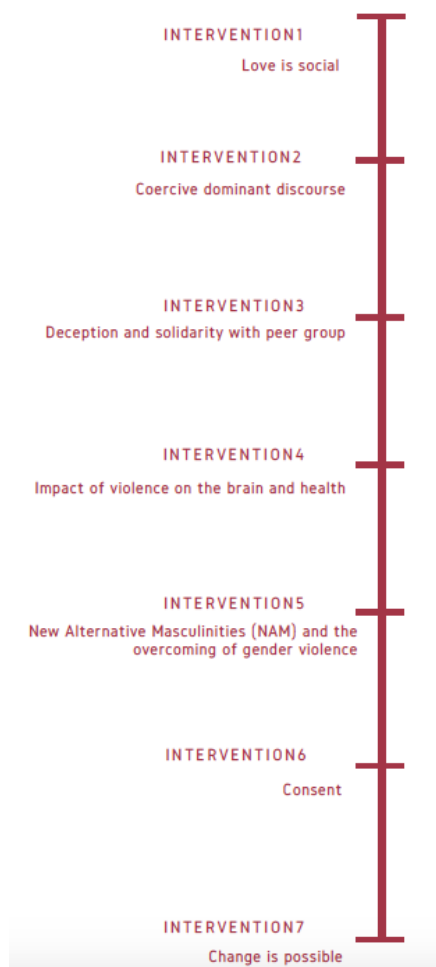 INTERVENTION1
Love is social
INTERVENTION2
Coercive dominant discourse
INTERVENTION3
Deception and solidarity with peer group
INTERVENTION4
Impact of violence on the brain and health
INTERVENTION5
New Alternative Masculinities (NAM) and the
overcoming of gender violence
INTERVENTION6
Consent
INTERVENTION7
Change is possible